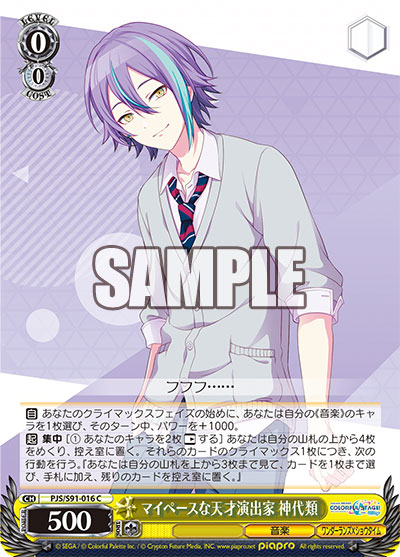 LEVEL
0
0
COST
SAMPLE
フフフ……
自 あなたのクライマックスフェイズの始めに、あなたは自分の《音楽》のキャ
ラを1枚選び、そのターン中、パワーを＋1000。
起 集中 [① あなたのキャラを2枚レストする] あなたは自分の山札の上から4枚
をめくり、控え室に置く。それらのカードのクライマックス1枚につき、次の
行動を行う。『あなたは自分の山札を上から3枚まで見て、カードを1枚まで選
び、手札に加え、残りのカードを控え室に置く。』
CH PJS/S91-016 C
マイペースな天才演出家 神代類
POWER
500
音楽
ワンダーランズ×ショウタイム
© SEGA / © Colorful Palette Inc. / © Crypton Future Media, INC. www.piapro.net piapro All rights reserved.